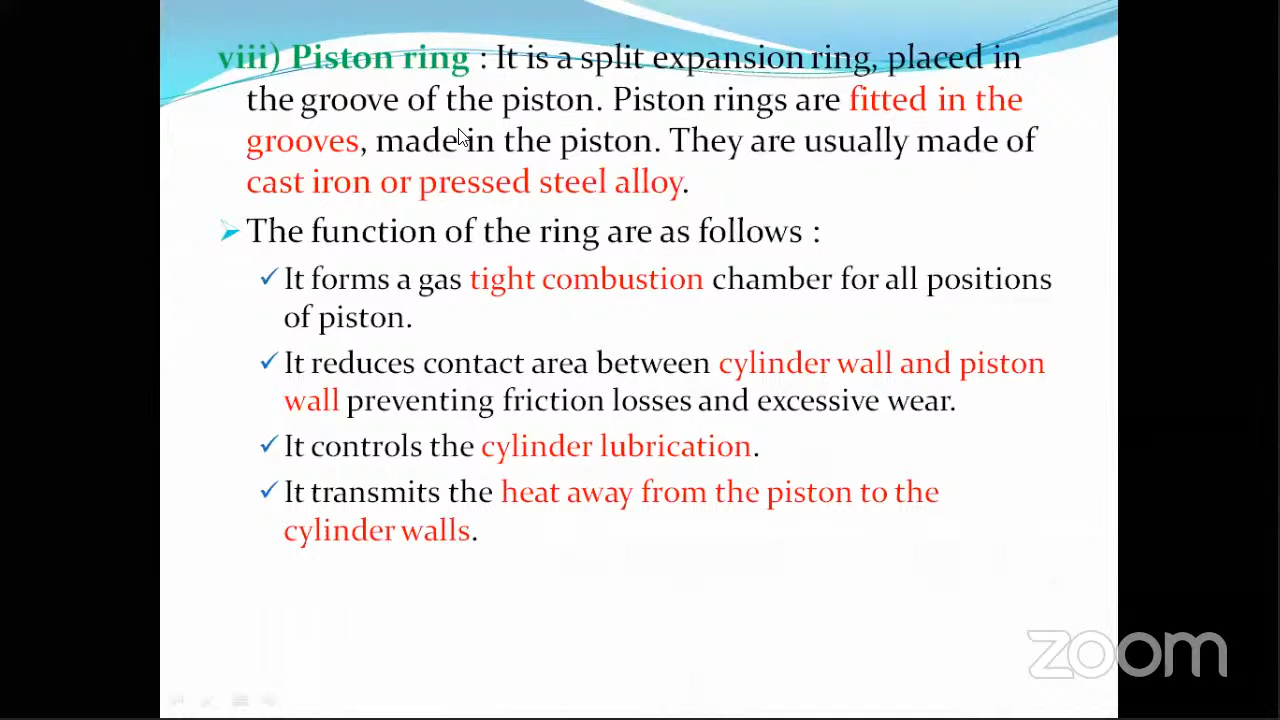 viii) Piston ring : It is a split expansion ring, placed in
the groove of the piston. Piston rings are fitted in the
grooves, made in the piston. They are usually made of
cast iron or pressed steel alloy.
The function of the ring are as follows :
It forms a gas tight combustion chamber for all positions
of piston.
It reduces contact area between cylinder wall and piston
wall preventing friction losses and excessive wear.
It controls the cylinder lubrication.
It transmits the heat away from the piston to the
cylinder walls.
zoom